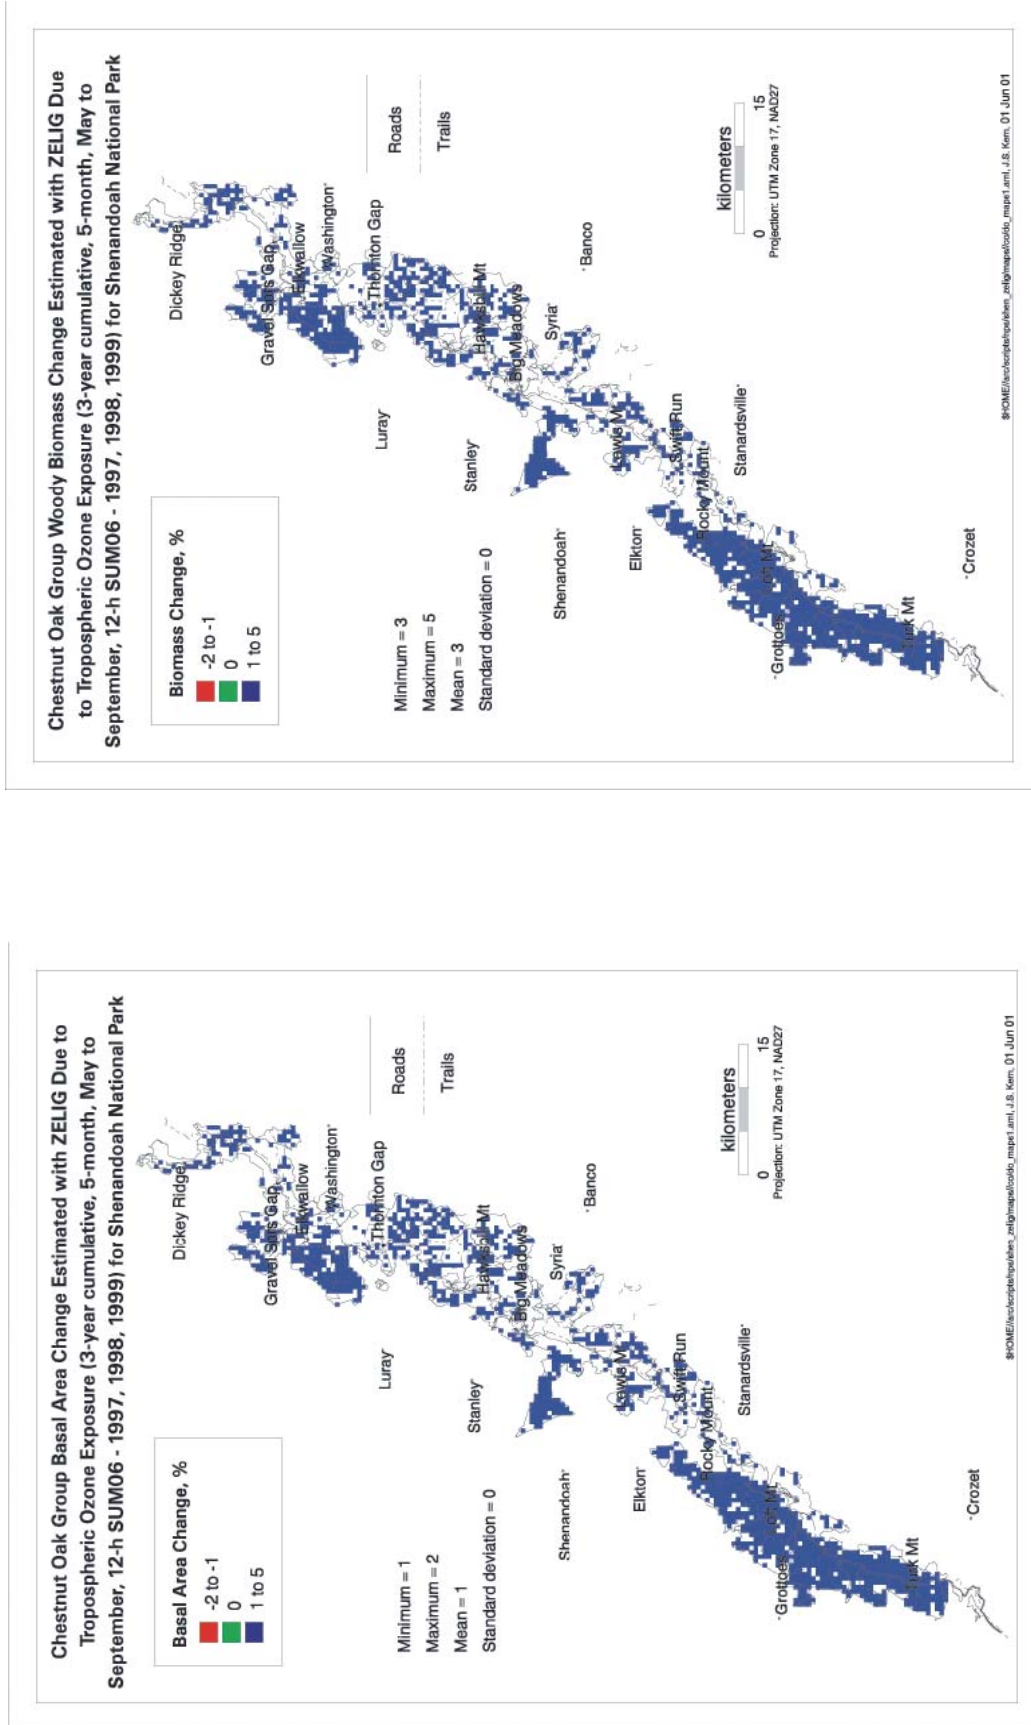 Chestnut Oak Group Woody Biomass Change Estimated with ZELIG Due
to Tropospheric Ozone Exposure (3-year cumulative, 5-month, May to
September, 12-h SUM06 - 1997, 1998, 1999) for Shenandoah National Park
Biomass Change, %
-2 to -1
0
1 to 5
Minimum = 3
Maximum = 5
Mean = 3
Standard deviation = 0
Dickey Ridge
Gravel Sprs Gap
Elkwallow
Washington
Thornton Gap
Roads
Trails
Luray
Hawksbill Mt
Big Meadows
Stanley
Syria
Banco
Shenandoah
Lewis Mt
Elkton
Swift Run
Rocky Mount
Stanardsville
Loft Mt
Grottoes
Turk Mt
Crozet
kilometers
0 15
Projection: UTM Zone 17, NAD27
Chestnut Oak Group Basal Area Change Estimated with ZELIG Due to
Tropospheric Ozone Exposure (3-year cumulative, 5-month, May to
September, 12-h SUM06 - 1997, 1998, 1999) for Shenandoah National Park
Basal Area Change, %
-2 to -1
0
1 to 5
Minimum = 1
Maximum = 2
Mean = 1
Standard deviation = 0
Dickey Ridge
Gravel Sprs Gap
Elkwallow
Washington
Thornton Gap
Roads
Trails
Luray
Hawksbill Mt
Big Meadows
Stanley
Syria
Banco
Shenandoah
Lewis Mt
Elkton
Swift Run
Rocky Mount
Stanardsville
Loft Mt
Grottoes
Turk Mt
Crozet
kilometers
0 15
Projection: UTM Zone 17, NAD27